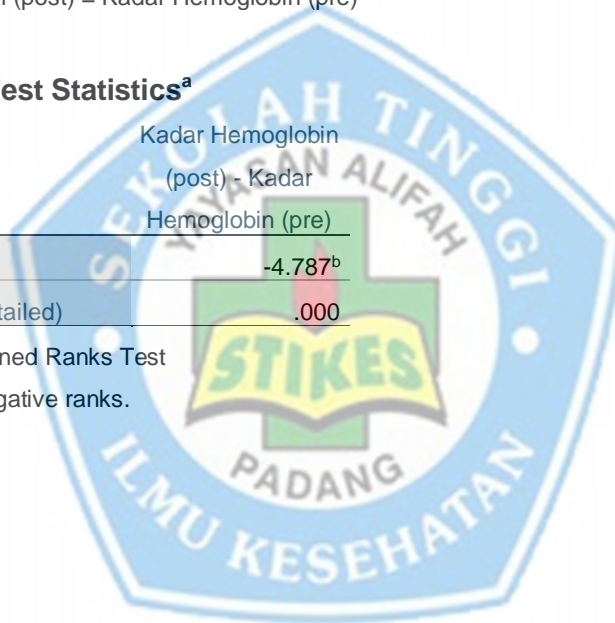 (post) = Kadar Hemoglobin (pre)
est Statisticsᵃ
Kadar Hemoglobin
(post) - Kadar
Hemoglobin (pre)
-4.787ᵇ
tailed) .000
ned Ranks Test
gative ranks.
SEKOLAH TINGGI
YAYASAN ALIFAH
STIKES
PADANG
ILMU KESEHATAN